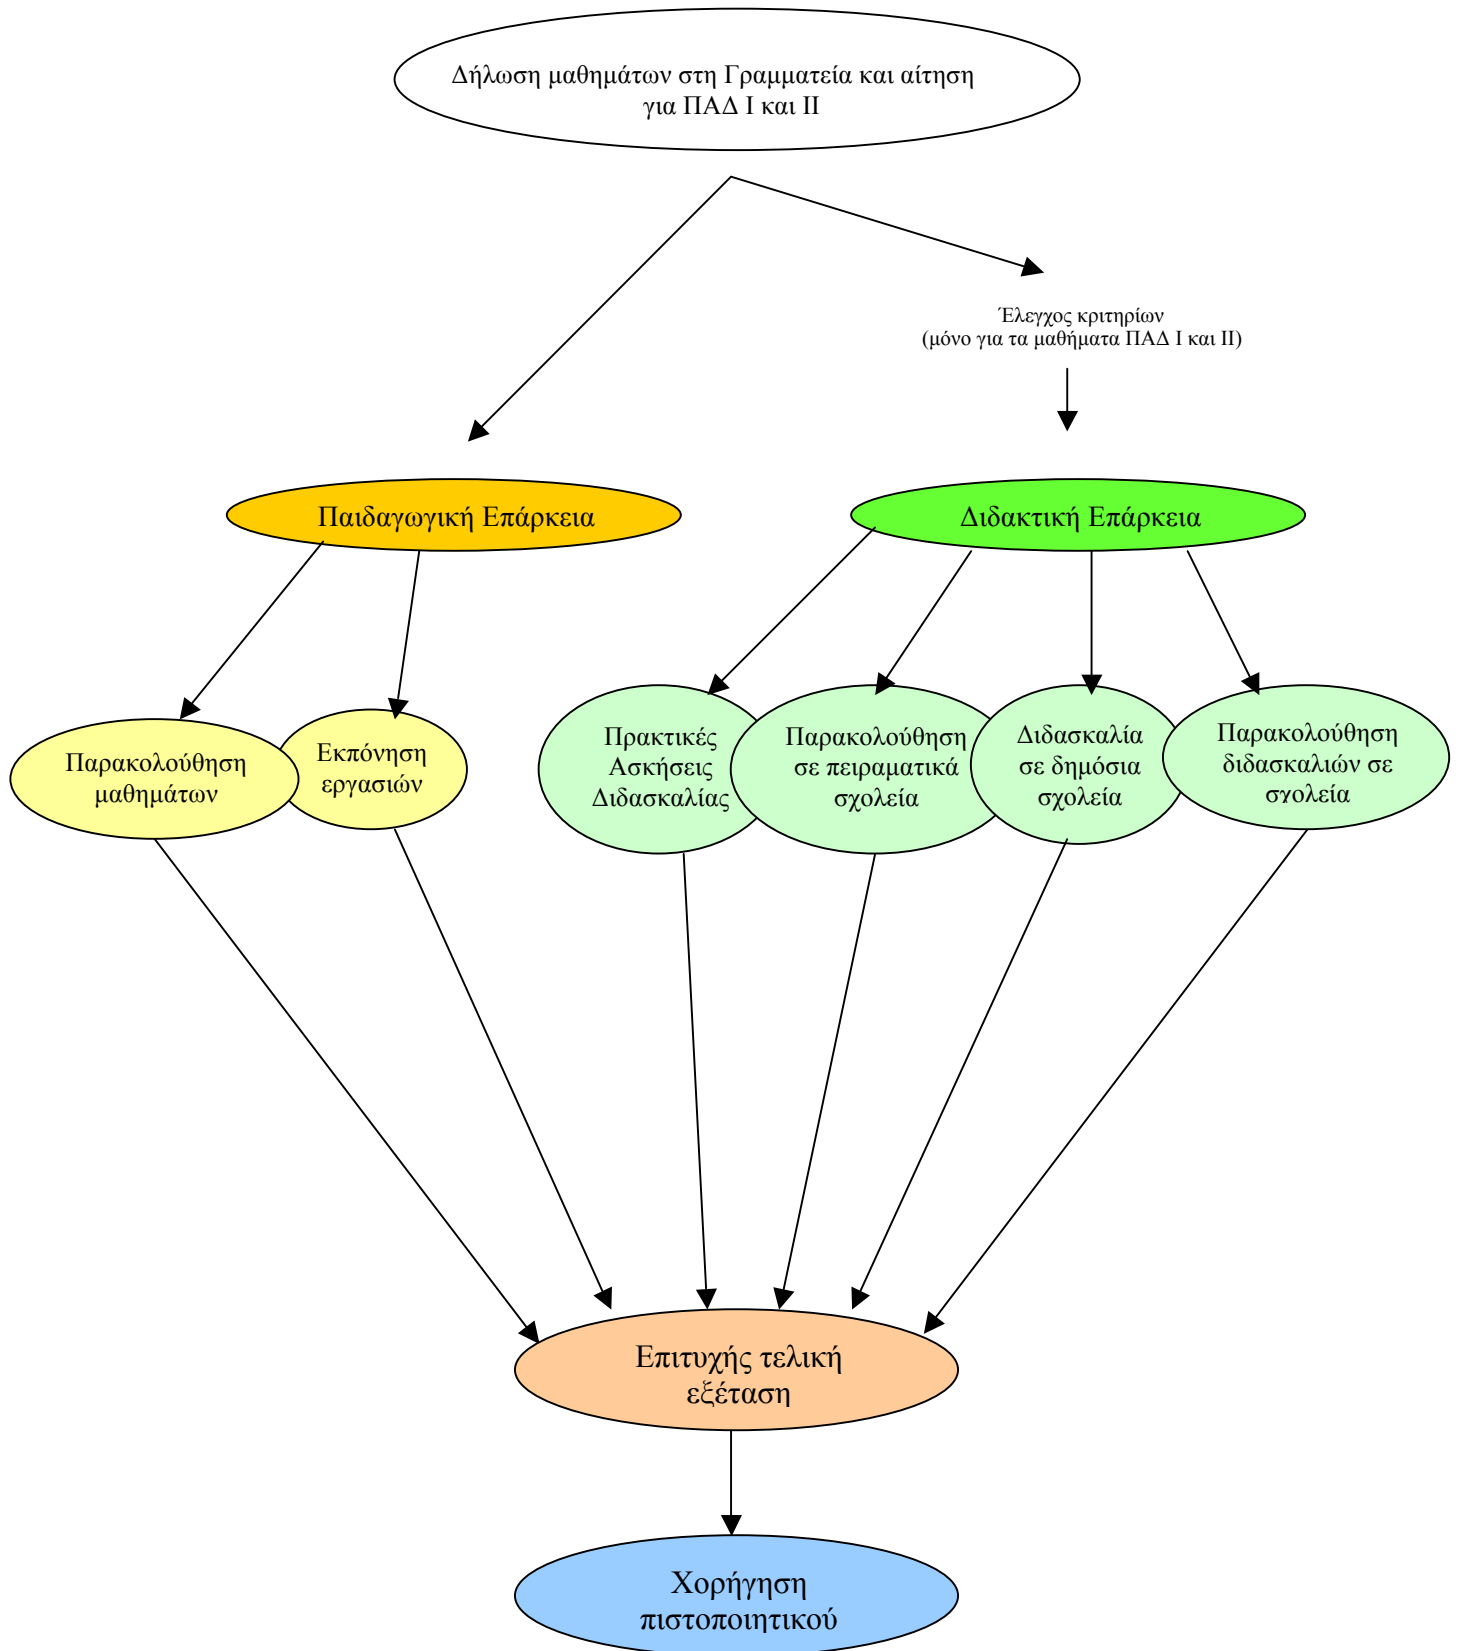 Δήλωση μαθημάτων στη Γραμματεία και αίτηση
για ΠΑΔ Ι και ΙΙ
Έλεγχος κριτηρίων
(μόνο για τα μαθήματα ΠΑΔ Ι και ΙΙ)
Παιδαγωγική Επάρκεια
Διδακτική Επάρκεια
Παρακολούθηση
μαθημάτων
Εκπόνηση
εργασιών
Πρακτικές
Ασκήσεις
Διδασκαλίας
Παρακολούθηση
σε πειραματικά
σχολεία
Διδασκαλία
σε δημόσια
σχολεία
Παρακολούθηση
διδασκαλιών σε
σχολεία
Επιτυχής τελική
εξέταση
Χορήγηση
πιστοποιητικού